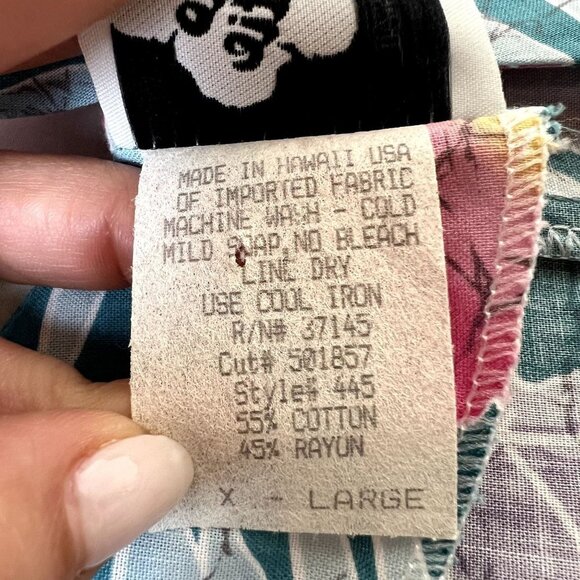 MADE IN HAWAII USA
OF IMPORTED FABRIC
MACHINE WASH - COLD
MILD SOAP, NO BLEACH
LINE DRY
USE COOL IRON
R/N# 37145
Cut# 501857
Style# 445
55% COTTON
45% RAYON
X - LARGE